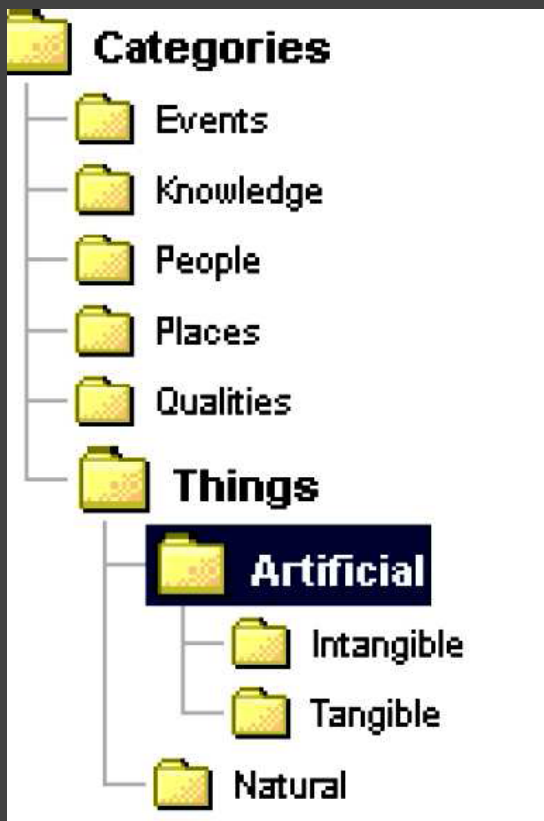 Categories
Events
Knowledge
People
Places
Qualities
Things
Artificial
Intangible
Tangible
Natural